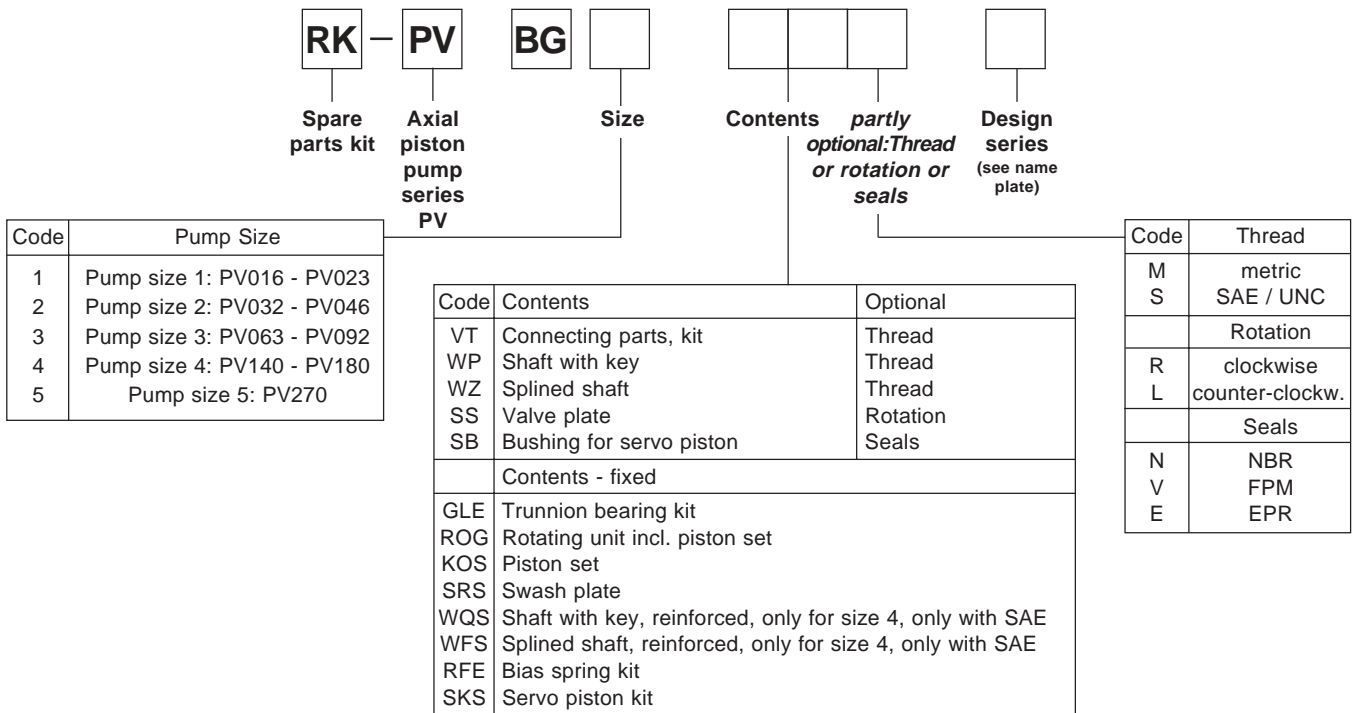 RK – PV BG
Spare parts kit
Axial piston pump series PV
Size
Contents
partly optional:Thread or rotation or seals
Design series (see name plate)
Code Pump Size
1 Pump size 1: PV016 - PV023
2 Pump size 2: PV032 - PV046
3 Pump size 3: PV063 - PV092
4 Pump size 4: PV140 - PV180
5 Pump size 5: PV270
Code Contents Optional
VT Connecting parts, kit Thread
WP Shaft with key Thread
WZ Splined shaft Thread
SS Valve plate Rotation
SB Bushing for servo piston Seals
Contents - fixed
GLE Trunnion bearing kit
ROG Rotating unit incl. piston set
KOS Piston set
SRS Swash plate
WQS Shaft with key, reinforced, only for size 4, only with SAE
WFS Splined shaft, reinforced, only for size 4, only with SAE
RFE Bias spring kit
SKS Servo piston kit
Code Thread
M metric
S SAE / UNC
Rotation
R clockwise
L counter-clockw.
Seals
N NBR
V FPM
E EPR